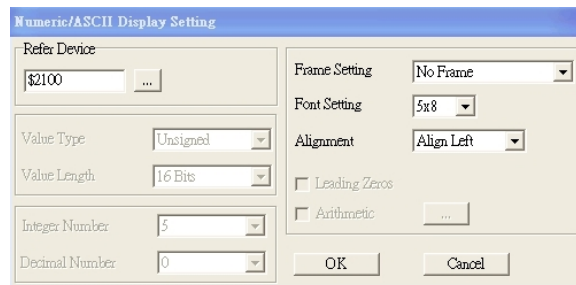 Numeric/ASCII Display Setting
Refer Device
$2100 ...
Value Type Unsigned
Value Length 16 Bits
Integer Number 5
Decimal Number 0
Frame Setting No Frame
Font Setting 5x8
Alignment Align Left
Leading Zeros
Arithmetic ...
OK Cancel